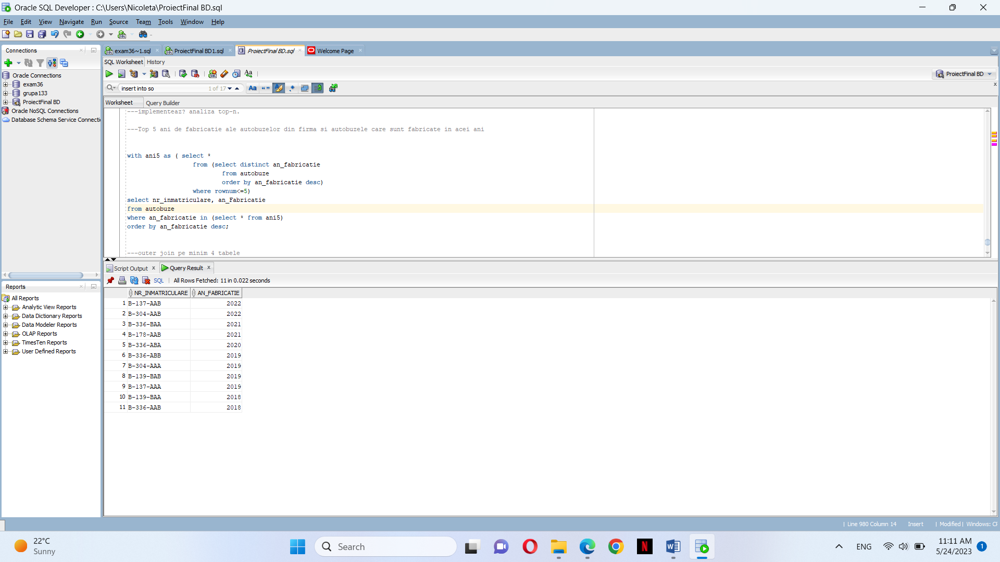 Oracle SQL Developer : C:\Users\Nicoleta\ProiectFinal BD.sql
File Edit View Navigate Run Source Team Tools Window Help
Connections
Oracle Connections
exam36
grupa133
ProiectFinal BD
Oracle NoSQL Connections
Database Schema Service Connecti
Reports
All Reports
Analytic View Reports
Data Dictionary Reports
Data Modeler Reports
OLAP Reports
TimesTen Reports
User Defined Reports
exam36~1.sql ProiectFinal BD1.sql ProiectFinal BD.sql Welcome Page
SQL Worksheet History
ProiectFinal BD
insert into so 1 of 17
Worksheet Query Builder
---implementeaz? analiza top-n.
---Top 5 ani de fabricatie ale autobuzelor din firma si autobuzele care sunt fabricate in acei ani
with ani5 as ( select *
from (select distinct an_fabricatie
from autobuze
order by an_fabricatie desc)
where rownum<=5)
select nr_inmatriculare, an_Fabricatie
from autobuze
where an_fabricatie in (select * from ani5)
order by an_fabricatie desc;
---outer join pe minim 4 tabele
Script Output x Query Result x
SQL | All Rows Fetched: 11 in 0.022 seconds
NR_INMATRICULARE AN_FABRICATIE
1 B-137-AAB 2022
2 B-304-AAB 2022
3 B-336-BAA 2021
4 B-178-AAB 2021
5 B-336-ABA 2020
6 B-336-ABB 2019
7 B-304-AAA 2019
8 B-139-BAB 2019
9 B-137-AAA 2019
10 B-139-BAA 2018
11 B-336-AAB 2018
| Line 980 Column 14 Insert | Modified | Windows: CF
22°C
Sunny
Search
ENG
11:11 AM
5/24/2023
1